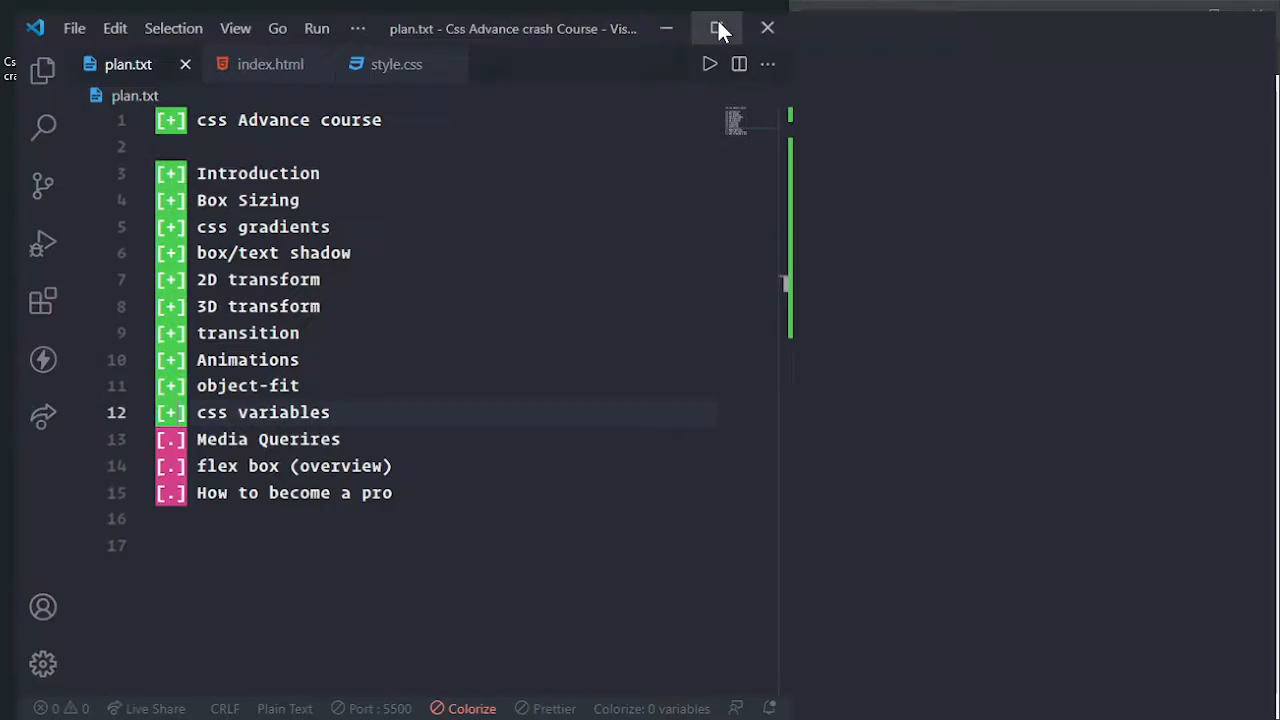 File Edit Selection View Go Run ··· plan.txt - Css Advance crash Course - Vis...
plan.txt index.html style.css
plan.txt
1 [+] css Advance course
2
3 [+] Introduction
4 [+] Box Sizing
5 [+] css gradients
6 [+] box/text shadow
7 [+] 2D transform
8 [+] 3D transform
9 [+] transition
10 [+] Animations
11 [+] object-fit
12 [+] css variables
13 [.] Media Querires
14 [.] flex box (overview)
15 [.] How to become a pro
16
17
0 0 Live Share CRLF Plain Text Port : 5500 Colorize Prettier Colorize: 0 variables